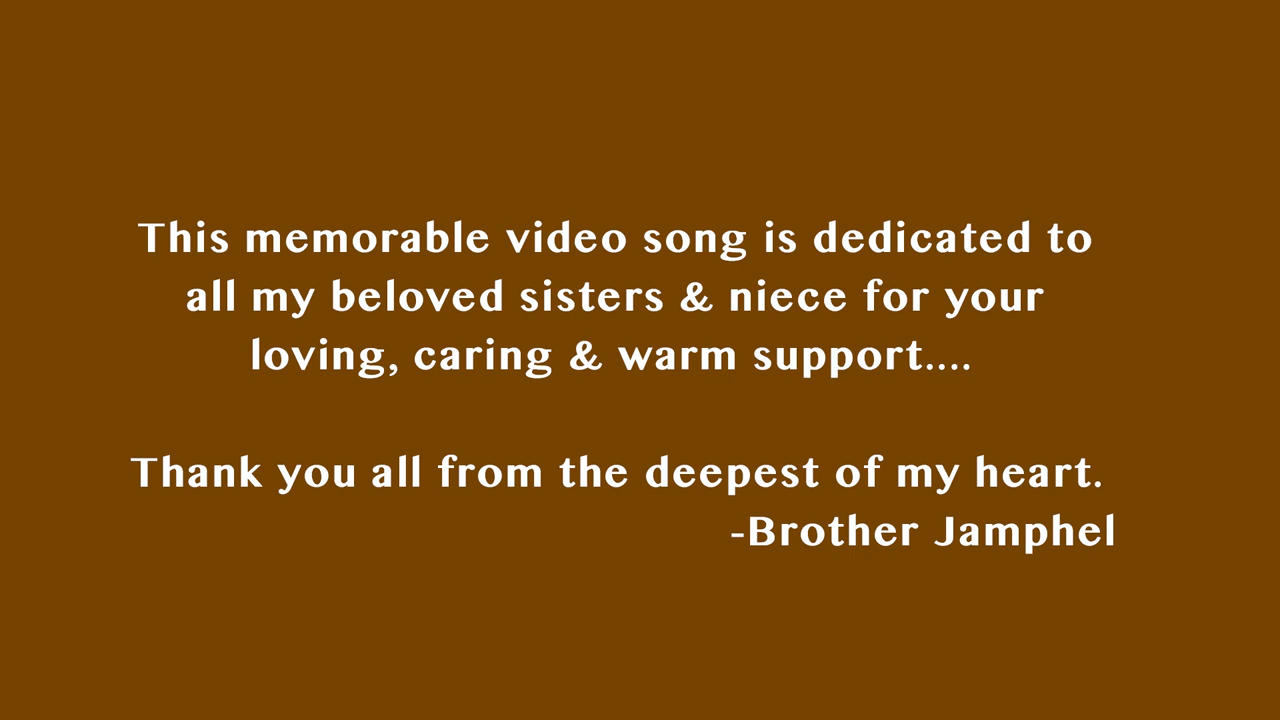 This memorable video song is dedicated to
all my beloved sisters & niece for your
loving, caring & warm support....
Thank you all from the deepest of my heart.
-Brother Jamphel